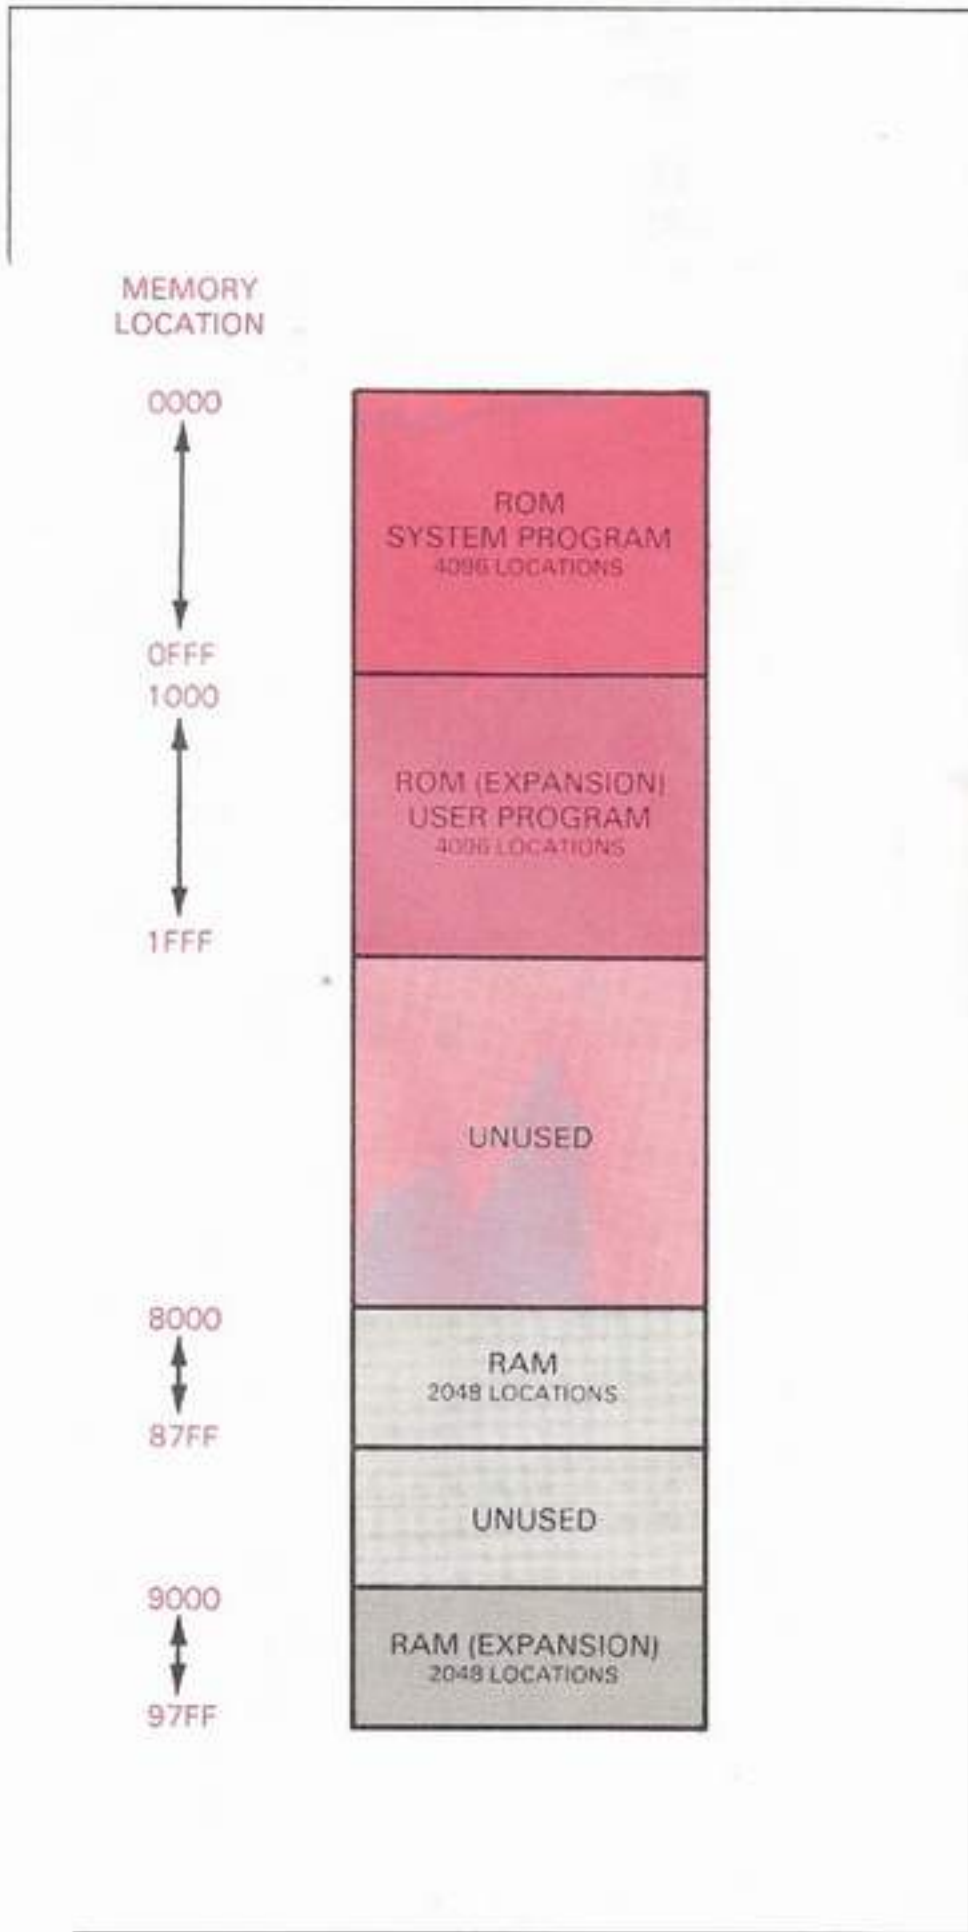 MEMORY
LOCATION
0000
ROM
SYSTEM PROGRAM
4096 LOCATIONS
0FFF
1000
ROM (EXPANSION)
USER PROGRAM
4096 LOCATIONS
1FFF
UNUSED
8000
RAM
2048 LOCATIONS
87FF
UNUSED
9000
RAM (EXPANSION)
2048 LOCATIONS
97FF